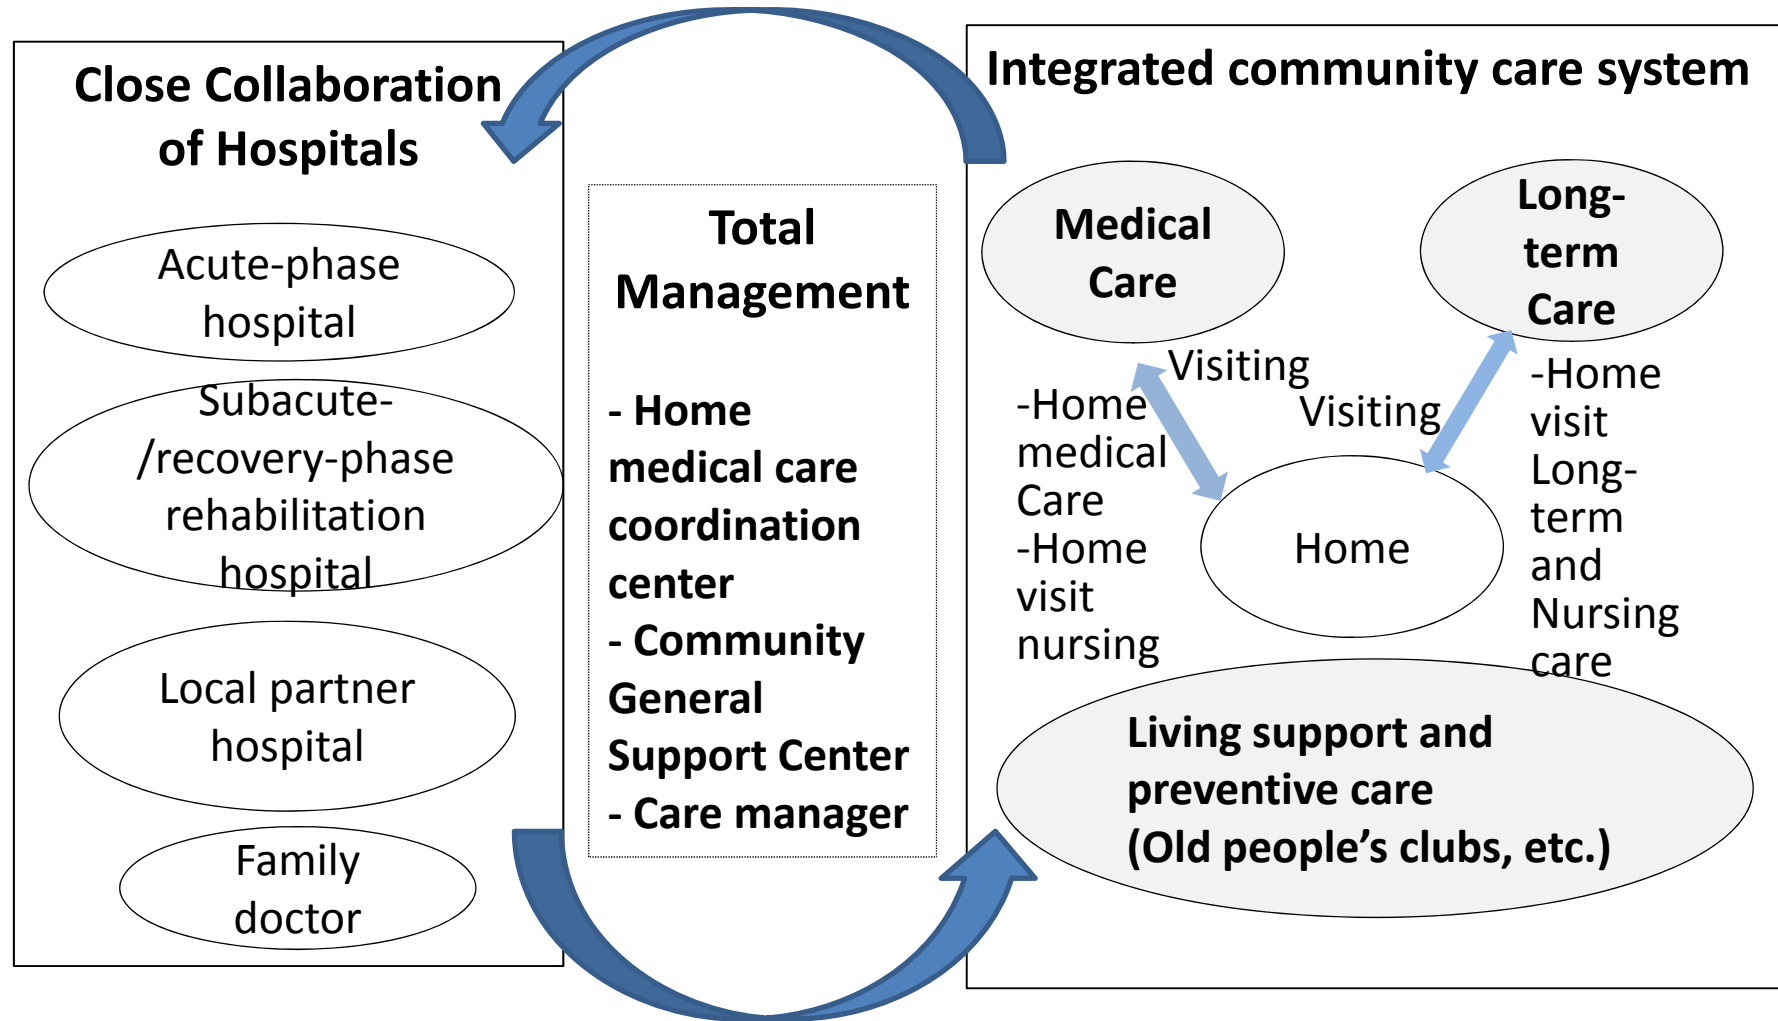 Close Collaboration
of Hospitals
Acute-phase
hospital
Subacute-
/recovery-phase
rehabilitation
hospital
Local partner
hospital
Family
doctor
Total
Management
- Home
medical care
coordination
center
- Community
General
Support Center
- Care manager
Integrated community care system
Medical
Care
Long-
term
Care
Visiting
Visiting
-Home
medical
Care
-Home
visit
nursing
Home
-Home
visit
Long-
term
and
Nursing
care
Living support and
preventive care
(Old people’s clubs, etc.)